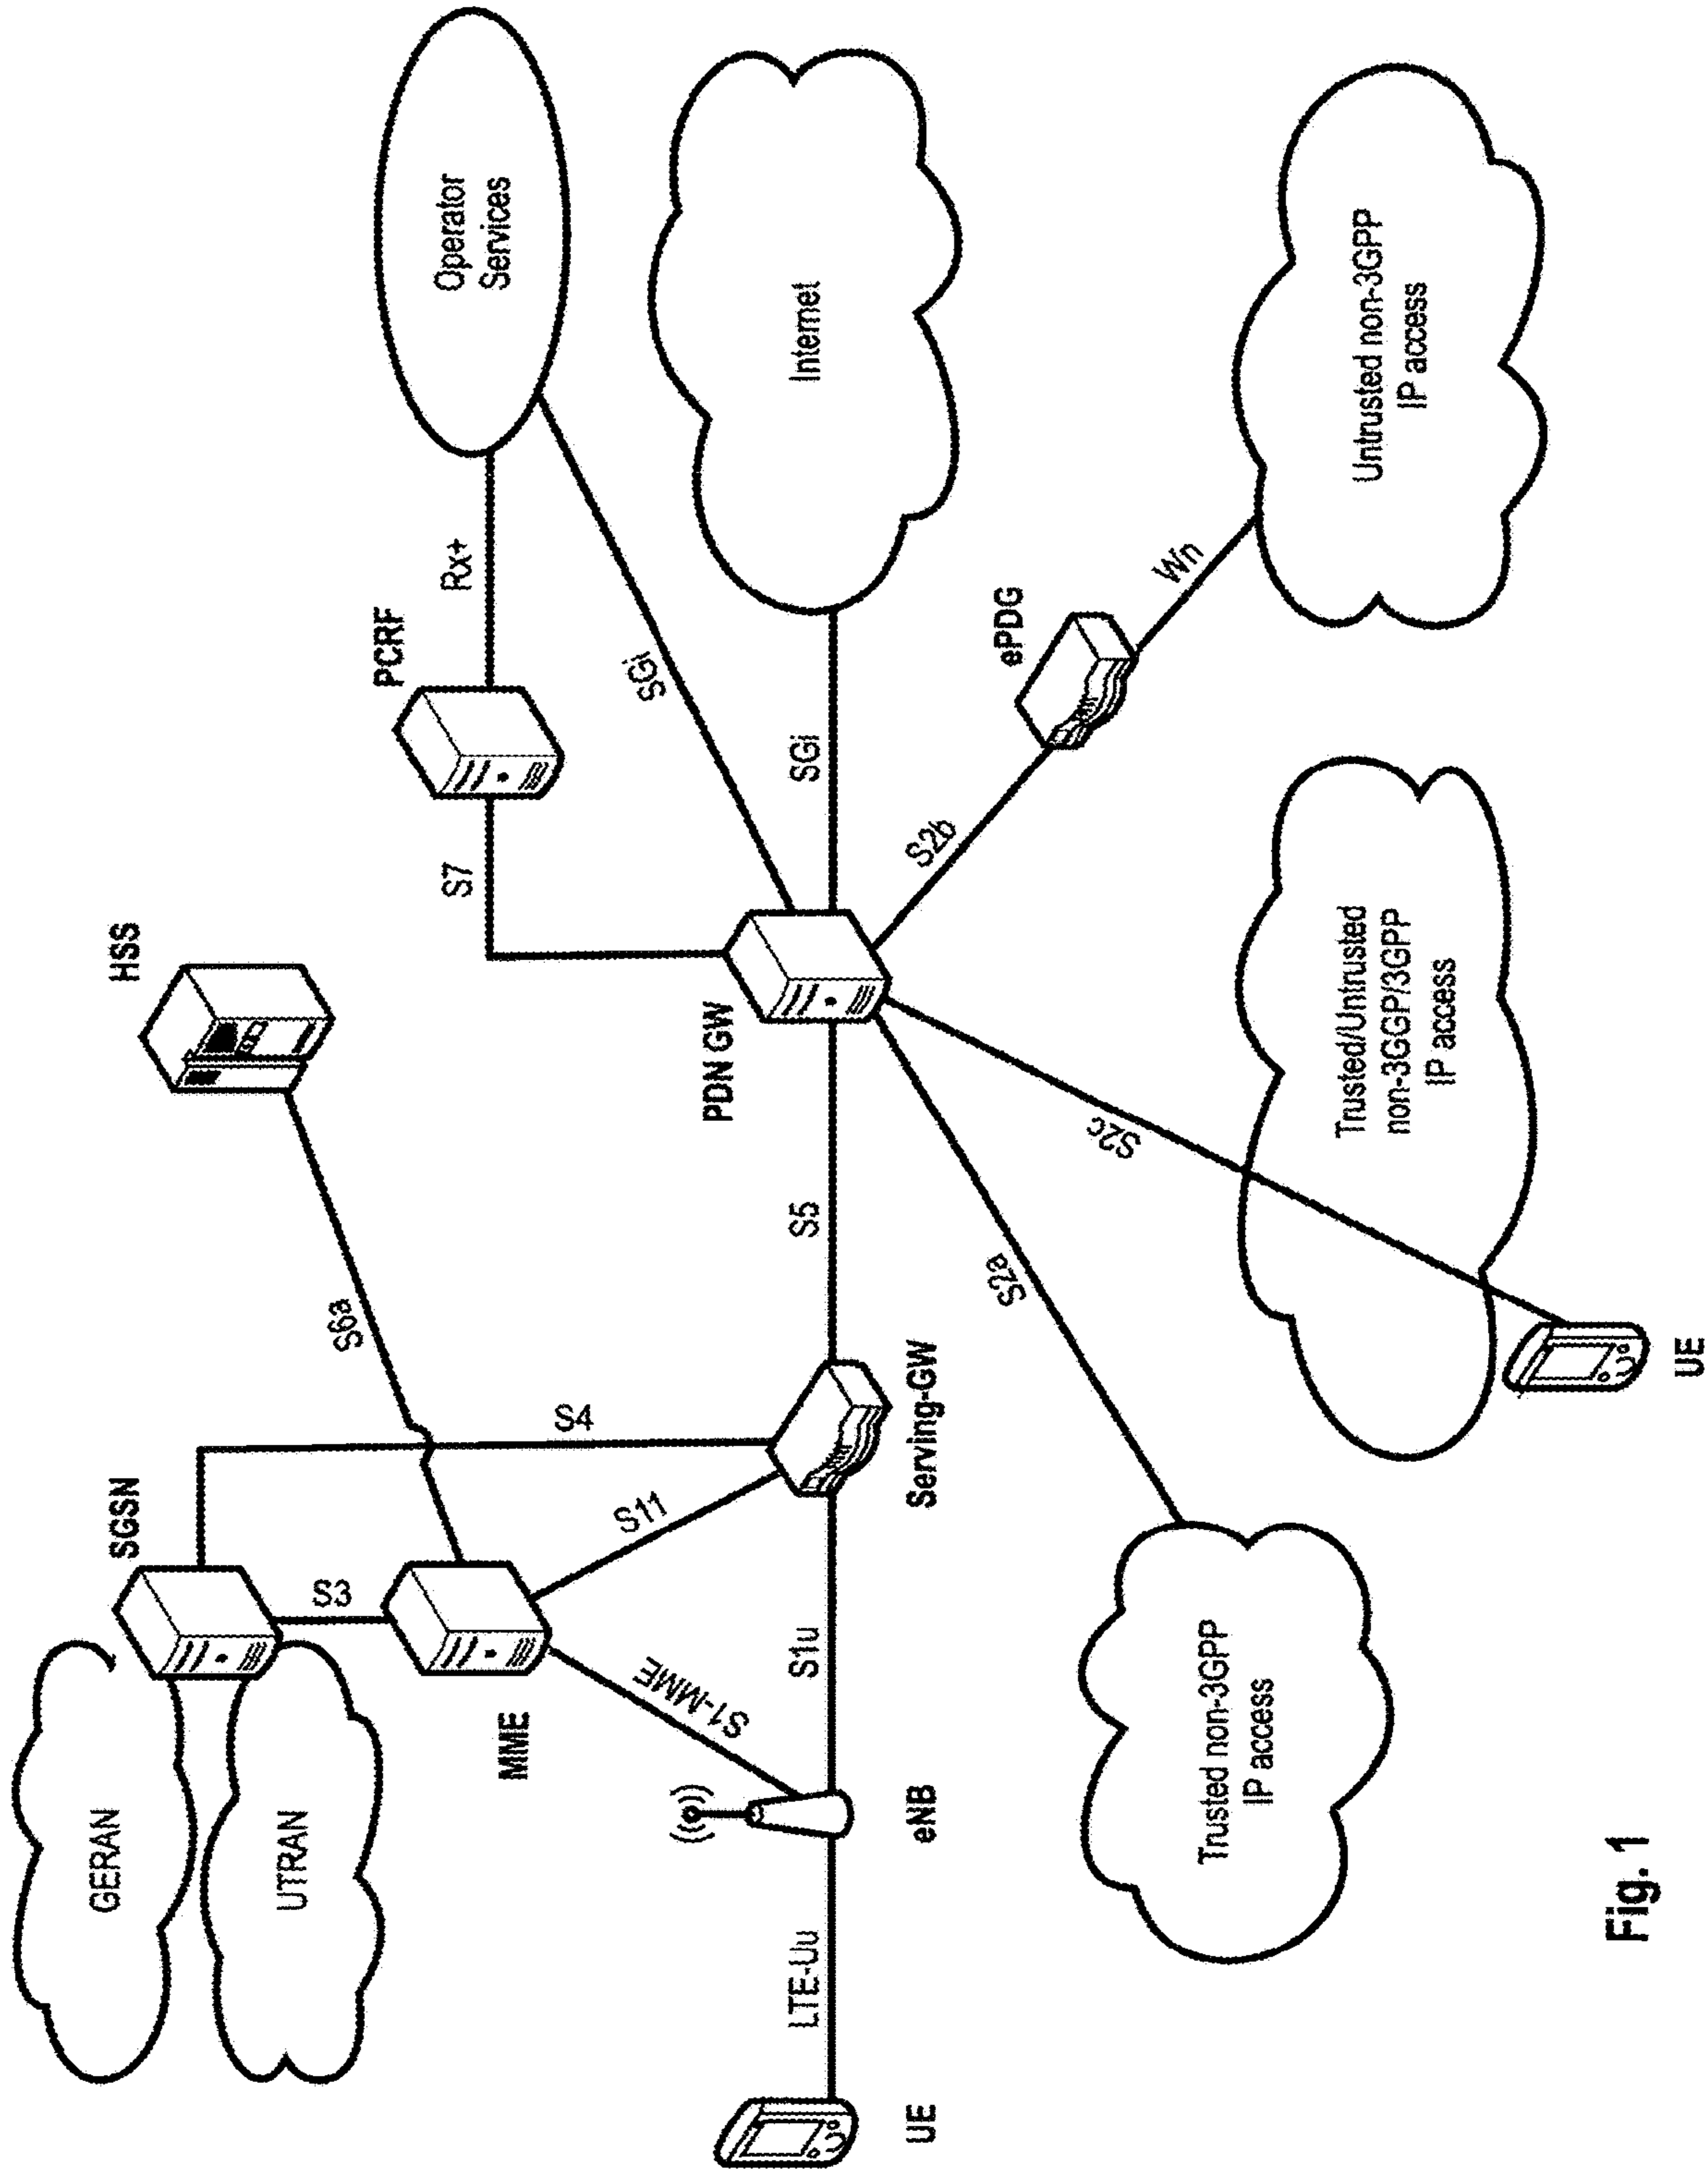 GERAN
UTRAN
SGSN
HSS
S3
S4
S6a
MME
S11
S1-MME
S7
PCRF
Rx+
Operator
Services
SGi
UE
LTE-Uu
eNB
S1u
Serving-GW
S5
PDN GW
SGi
Internet
S2a
S2c
S2b
ePDG
Wn
Trusted non-3GPP
IP access
Trusted/Untrusted
non-3GGP/3GPP
IP access
Untrusted non-3GPP
IP access
UE
Fig. 1